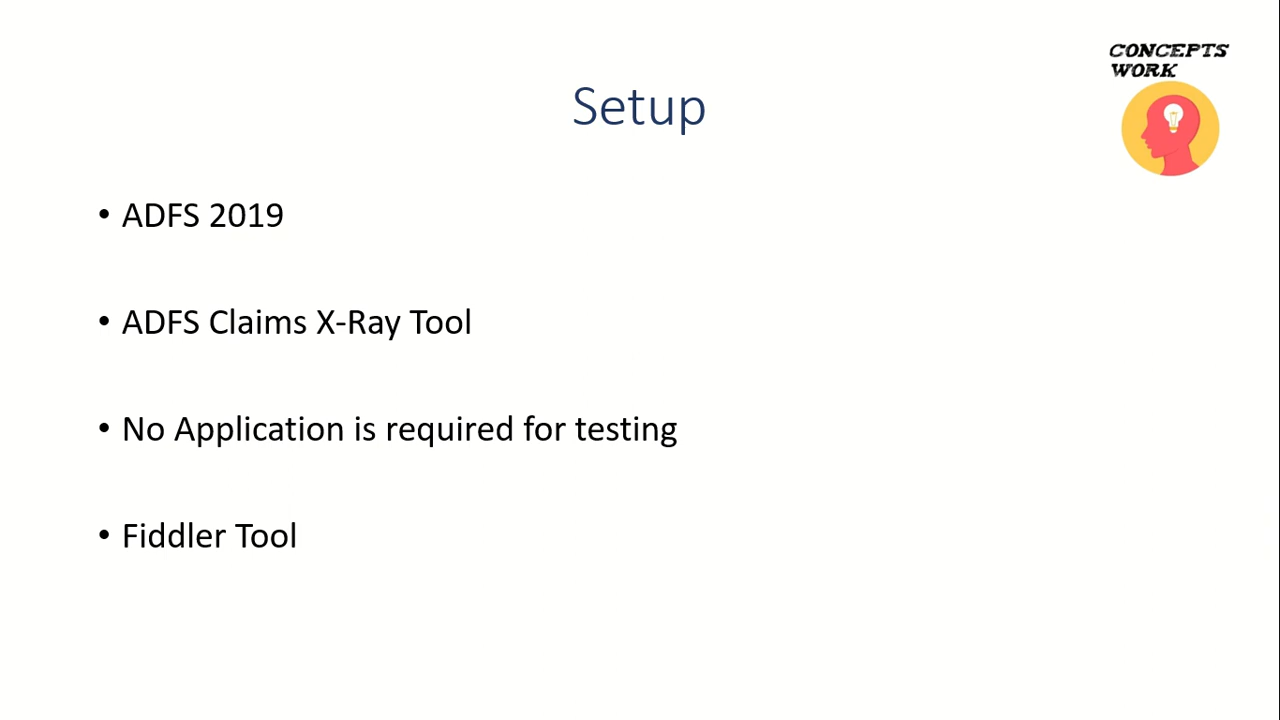 CONCEPTS
WORK
Setup
• ADFS 2019
• ADFS Claims X-Ray Tool
• No Application is required for testing
• Fiddler Tool